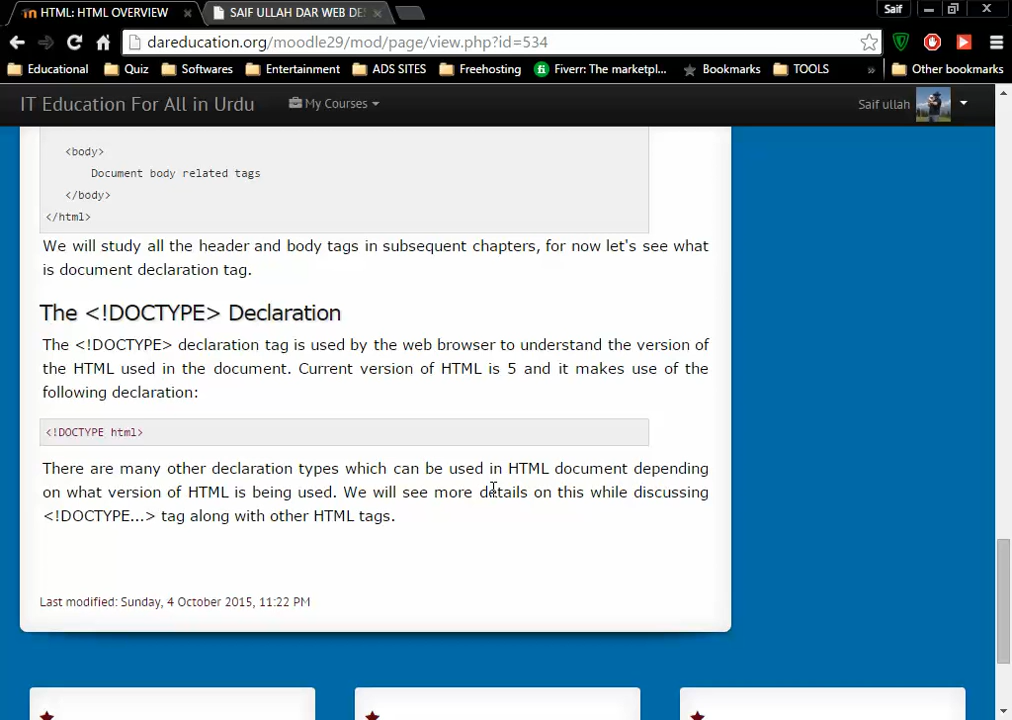 HTML: HTML OVERVIEW
SAIF ULLAH DAR WEB DE
Saif
dareducation.org/moodle29/mod/page/view.php?id=534
Educational Quiz Softwares Entertainment ADS SITES Freehosting Fiverr: The marketpl... Bookmarks TOOLS » Other bookmarks
IT Education For All in Urdu My Courses Saif ullah
<body>
Document body related tags
</body>
</html>
We will study all the header and body tags in subsequent chapters, for now let's see what
is document declaration tag.
The <!DOCTYPE> Declaration
The <!DOCTYPE> declaration tag is used by the web browser to understand the version of
the HTML used in the document. Current version of HTML is 5 and it makes use of the
following declaration:
<!DOCTYPE html>
There are many other declaration types which can be used in HTML document depending
on what version of HTML is being used. We will see more details on this while discussing
<!DOCTYPE...> tag along with other HTML tags.
Last modified: Sunday, 4 October 2015, 11:22 PM